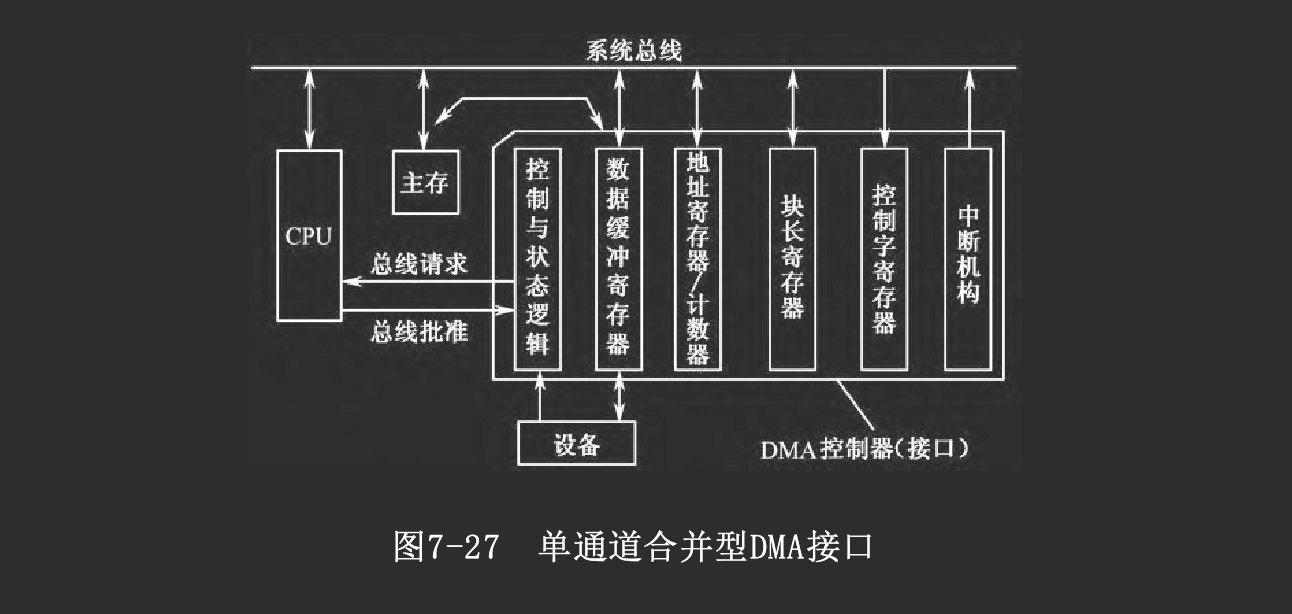 系统总线
CPU
主存
总线请求
总线批准
控制与状态逻辑
数据缓冲寄存器
地址寄存器/计数器
块长寄存器
控制字寄存器
中断机构
设备
DMA控制器(接口)
图7-27 单通道合并型DMA接口